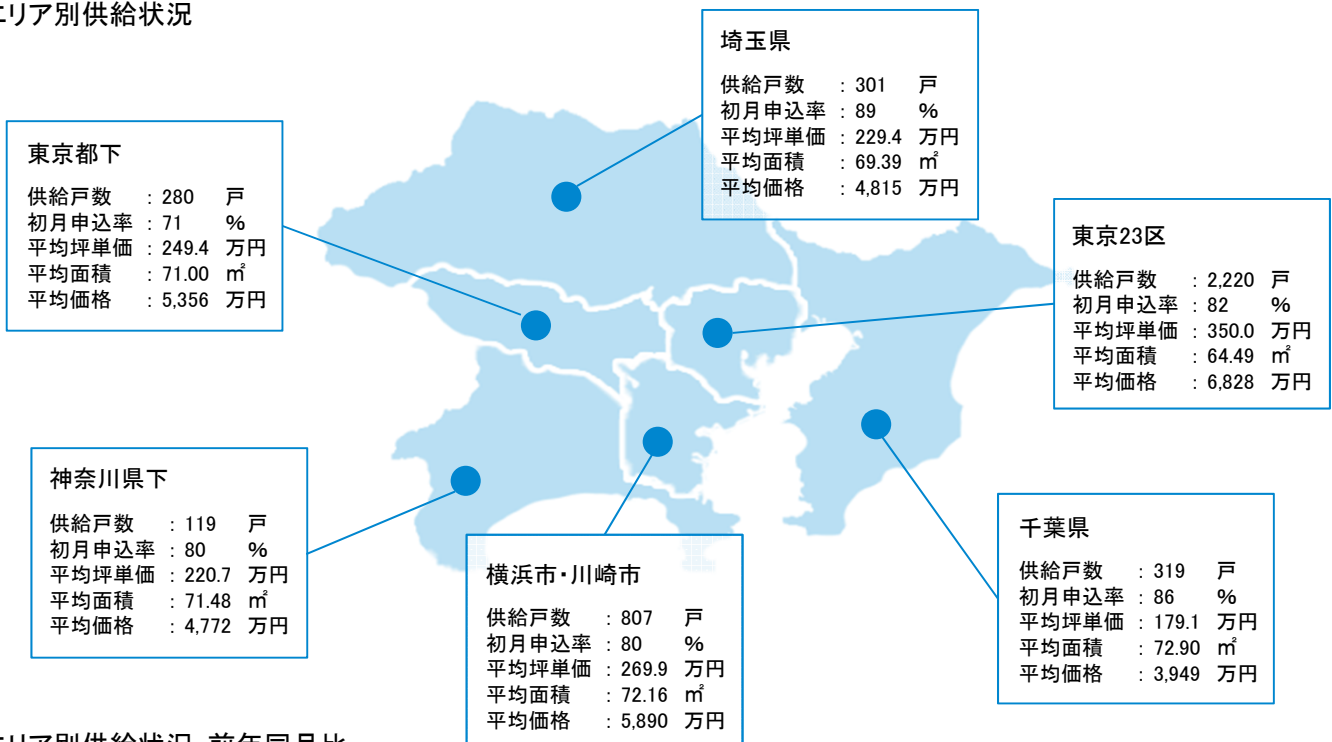 エリア別供給状況
埼玉県
供給戸数 : 301 戸
初月申込率 : 89 %
平均坪単価 : 229.4 万円
平均面積 : 69.39 ㎡
平均価格 : 4,815 万円
東京都下
供給戸数 : 280 戸
初月申込率 : 71 %
平均坪単価 : 249.4 万円
平均面積 : 71.00 ㎡
平均価格 : 5,356 万円
東京23区
供給戸数 : 2,220 戸
初月申込率 : 82 %
平均坪単価 : 350.0 万円
平均面積 : 64.49 ㎡
平均価格 : 6,828 万円
神奈川県下
供給戸数 : 119 戸
初月申込率 : 80 %
平均坪単価 : 220.7 万円
平均面積 : 71.48 ㎡
平均価格 : 4,772 万円
横浜市・川崎市
供給戸数 : 807 戸
初月申込率 : 80 %
平均坪単価 : 269.9 万円
平均面積 : 72.16 ㎡
平均価格 : 5,890 万円
千葉県
供給戸数 : 319 戸
初月申込率 : 86 %
平均坪単価 : 179.1 万円
平均面積 : 72.90 ㎡
平均価格 : 3,949 万円
エリア別供給状況 前年同月比